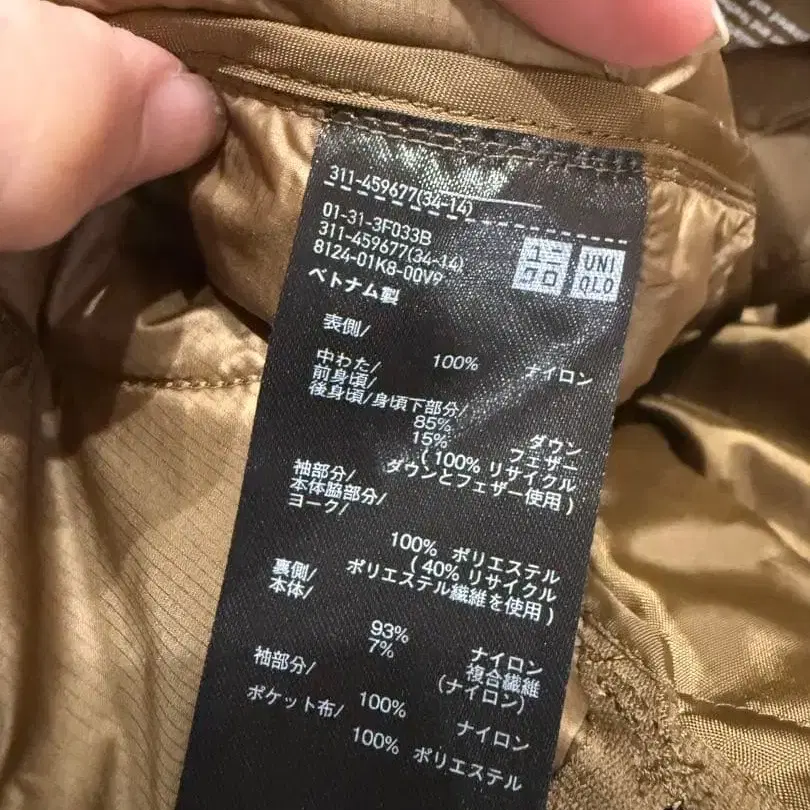 311-459677(34-14)
01-31-3F033B
311-459677(34-14)
8124-01K8-00V9
ユニ
クロ
UNI
QLO
ベトナム製
表側/
100% ナイロン
中わた/
前身頃/
後身頃/身頃下部分/
85% ダウン
15% フェザー
( 100% リサイクル
ダウンとフェザー使用 )
袖部分/
本体脇部分/
ヨーク/
100% ポリエステル
( 40% リサイクル
ポリエステル繊維を使用 )
裏側/
本体/
93% ナイロン
7% 複合繊維
(ナイロン)
袖部分/
100% ナイロン
ポケット布/
100% ポリエステル